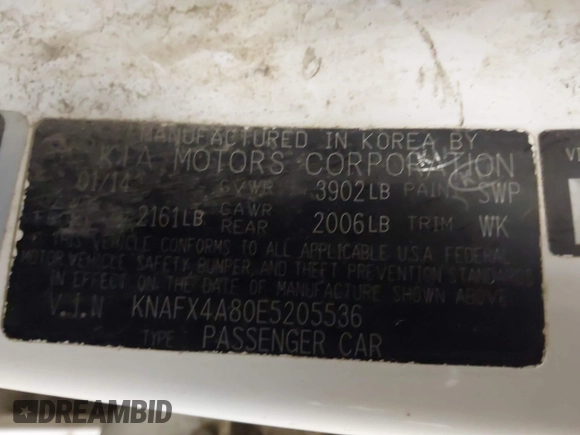 MANUFACTURED IN KOREA BY
KIA MOTORS CORPORATION
01/14 GVWR 3902LB PAINT SWP
2161LB GAWR REAR 2006LB TRIM WK
THIS VEHICLE CONFORMS TO ALL APPLICABLE U.S.A. FEDERAL
MOTOR VEHICLE SAFETY, BUMPER, AND THEFT PREVENTION STANDARDS
IN EFFECT ON THE DATE OF MANUFACTURE SHOWN ABOVE
V.I.N KNAFX4A80E5205536
TYPE PASSENGER CAR
DREAMBID